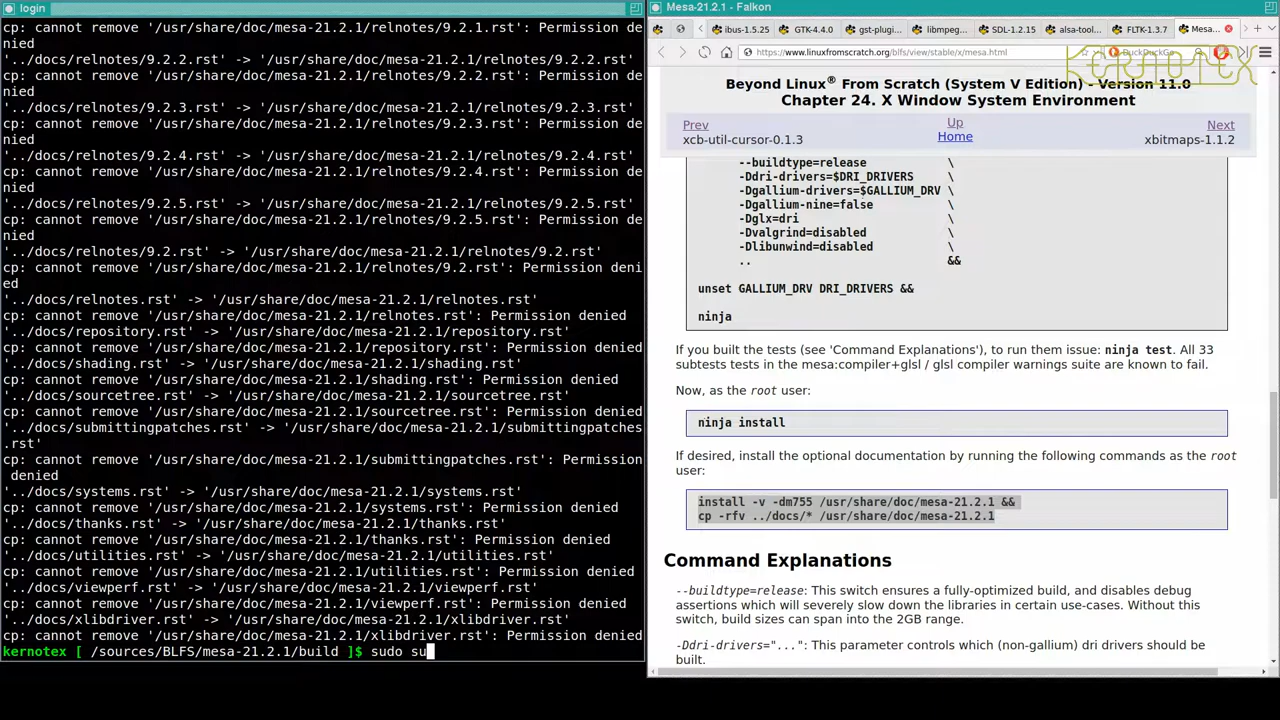 login
cp: cannot remove '/usr/share/doc/mesa-21.2.1/relnotes/9.2.1.rst': Permission de
nied
'../docs/relnotes/9.2.2.rst' -> '/usr/share/doc/mesa-21.2.1/relnotes/9.2.2.rst'
cp: cannot remove '/usr/share/doc/mesa-21.2.1/relnotes/9.2.2.rst': Permission de
nied
'../docs/relnotes/9.2.3.rst' -> '/usr/share/doc/mesa-21.2.1/relnotes/9.2.3.rst'
cp: cannot remove '/usr/share/doc/mesa-21.2.1/relnotes/9.2.3.rst': Permission de
nied
'../docs/relnotes/9.2.4.rst' -> '/usr/share/doc/mesa-21.2.1/relnotes/9.2.4.rst'
cp: cannot remove '/usr/share/doc/mesa-21.2.1/relnotes/9.2.4.rst': Permission de
nied
'../docs/relnotes/9.2.5.rst' -> '/usr/share/doc/mesa-21.2.1/relnotes/9.2.5.rst'
cp: cannot remove '/usr/share/doc/mesa-21.2.1/relnotes/9.2.5.rst': Permission de
nied
'../docs/relnotes/9.2.rst' -> '/usr/share/doc/mesa-21.2.1/relnotes/9.2.rst'
cp: cannot remove '/usr/share/doc/mesa-21.2.1/relnotes/9.2.rst': Permission deni
ed
'../docs/relnotes.rst' -> '/usr/share/doc/mesa-21.2.1/relnotes.rst'
cp: cannot remove '/usr/share/doc/mesa-21.2.1/relnotes.rst': Permission denied
'../docs/repository.rst' -> '/usr/share/doc/mesa-21.2.1/repository.rst'
cp: cannot remove '/usr/share/doc/mesa-21.2.1/repository.rst': Permission denied
'../docs/shading.rst' -> '/usr/share/doc/mesa-21.2.1/shading.rst'
cp: cannot remove '/usr/share/doc/mesa-21.2.1/shading.rst': Permission denied
'../docs/sourcetree.rst' -> '/usr/share/doc/mesa-21.2.1/sourcetree.rst'
cp: cannot remove '/usr/share/doc/mesa-21.2.1/sourcetree.rst': Permission denied
'../docs/submittingpatches.rst' -> '/usr/share/doc/mesa-21.2.1/submittingpatches
.rst'
cp: cannot remove '/usr/share/doc/mesa-21.2.1/submittingpatches.rst': Permission
 denied
'../docs/systems.rst' -> '/usr/share/doc/mesa-21.2.1/systems.rst'
cp: cannot remove '/usr/share/doc/mesa-21.2.1/systems.rst': Permission denied
'../docs/thanks.rst' -> '/usr/share/doc/mesa-21.2.1/thanks.rst'
cp: cannot remove '/usr/share/doc/mesa-21.2.1/thanks.rst': Permission denied
'../docs/utilities.rst' -> '/usr/share/doc/mesa-21.2.1/utilities.rst'
cp: cannot remove '/usr/share/doc/mesa-21.2.1/utilities.rst': Permission denied
'../docs/viewperf.rst' -> '/usr/share/doc/mesa-21.2.1/viewperf.rst'
cp: cannot remove '/usr/share/doc/mesa-21.2.1/viewperf.rst': Permission denied
'../docs/xlibdriver.rst' -> '/usr/share/doc/mesa-21.2.1/xlibdriver.rst'
cp: cannot remove '/usr/share/doc/mesa-21.2.1/xlibdriver.rst': Permission denied
kernotex [ /sources/BLFS/mesa-21.2.1/build ]$ sudo su
Mesa-21.2.1 - Falkon
ibus-1.5.25 GTK-4.4.0 gst-plugi... libmpeg... SDL-1.2.15 alsa-tool... FLTK-1.3.7 Mesa...
https://www.linuxfromscratch.org/blfs/view/stable/x/mesa.html DuckDuckGo
KERNOTEX
Beyond Linux® From Scratch (System V Edition) - Version 11.0
Chapter 24. X Window System Environment
Prev Up Next
xcb-util-cursor-0.1.3 Home xbitmaps-1.1.2
--buildtype=release \
-Ddri-drivers=$DRI_DRIVERS \
-Dgallium-drivers=$GALLIUM_DRV \
-Dgallium-nine=false \
-Dglx=dri \
-Dvalgrind=disabled \
-Dlibunwind=disabled \
.. &&
unset GALLIUM_DRV DRI_DRIVERS &&
ninja
If you built the tests (see 'Command Explanations'), to run them issue: ninja test. All 33
subtests tests in the mesa:compiler+glsl / glsl compiler warnings suite are known to fail.
Now, as the root user:
ninja install
If desired, install the optional documentation by running the following commands as the root
user:
install -v -dm755 /usr/share/doc/mesa-21.2.1 &&
cp -rfv ../docs/* /usr/share/doc/mesa-21.2.1
Command Explanations
--buildtype=release: This switch ensures a fully-optimized build, and disables debug
assertions which will severely slow down the libraries in certain use-cases. Without this
switch, build sizes can span into the 2GB range.
-Ddri-drivers="...": This parameter controls which (non-gallium) dri drivers should be
built.